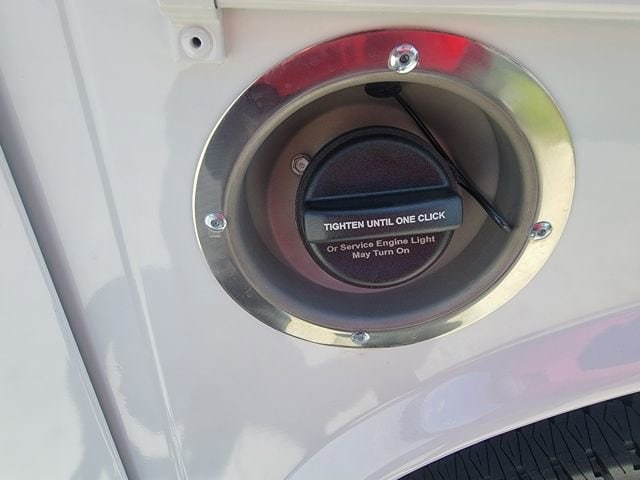 TIGHTEN UNTIL ONE CLICK
Or Service Engine Light
May Turn On